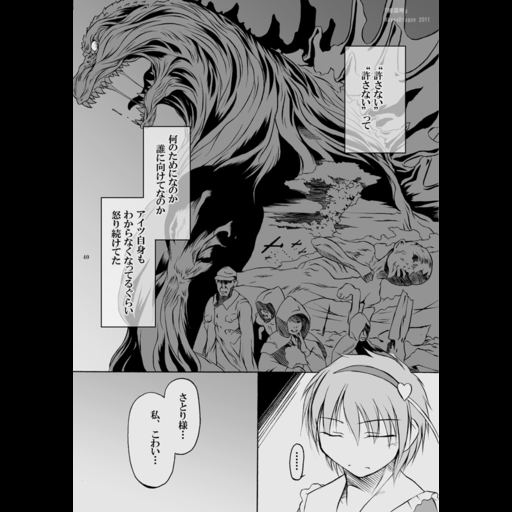 “許さない”
“許さない”って
何のためになのか
誰に向けてなのか
アイツ自身も
わからなくなってるぐらい
怒り続けてた
さとり様…
私、こわい…
……